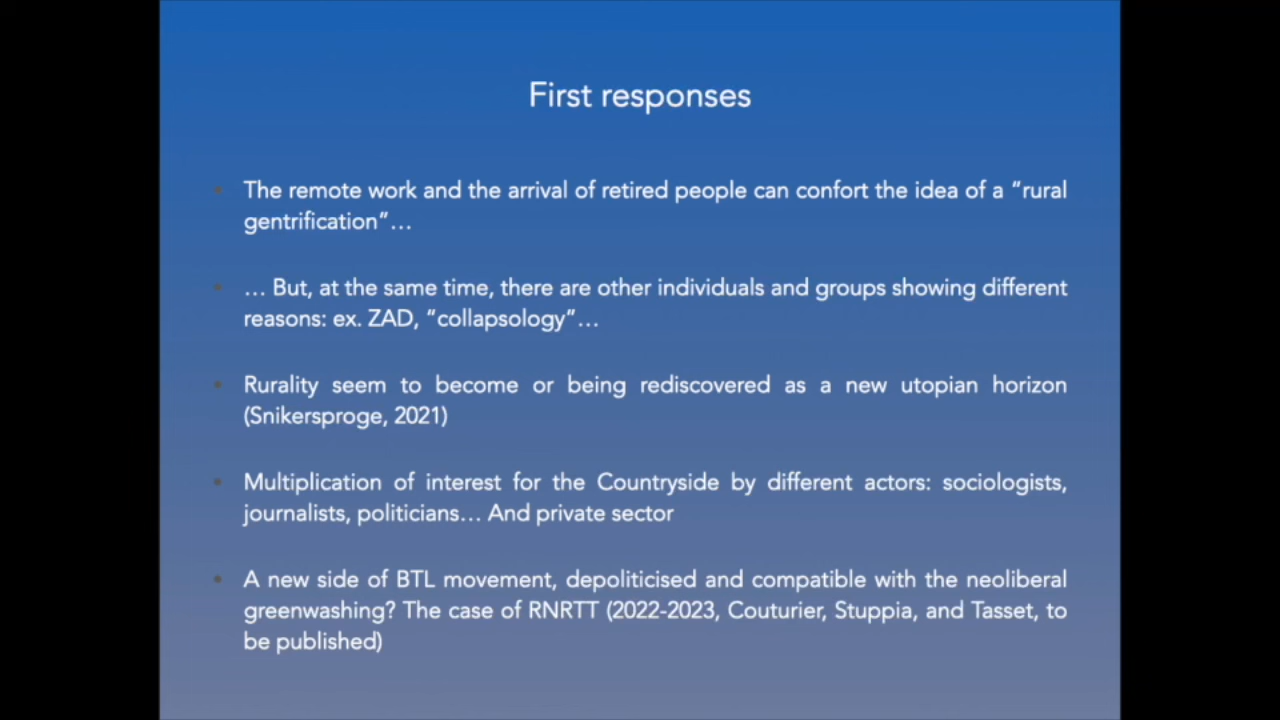 First responses
• The remote work and the arrival of retired people can confort the idea of a “rural
gentrification”…
• … But, at the same time, there are other individuals and groups showing different
reasons: ex. ZAD, “collapsology”…
• Rurality seem to become or being rediscovered as a new utopian horizon
(Snikersproge, 2021)
• Multiplication of interest for the Countryside by different actors: sociologists,
journalists, politicians… And private sector
• A new side of BTL movement, depoliticised and compatible with the neoliberal
greenwashing? The case of RNRTT (2022-2023, Couturier, Stuppia, and Tasset, to
be published)